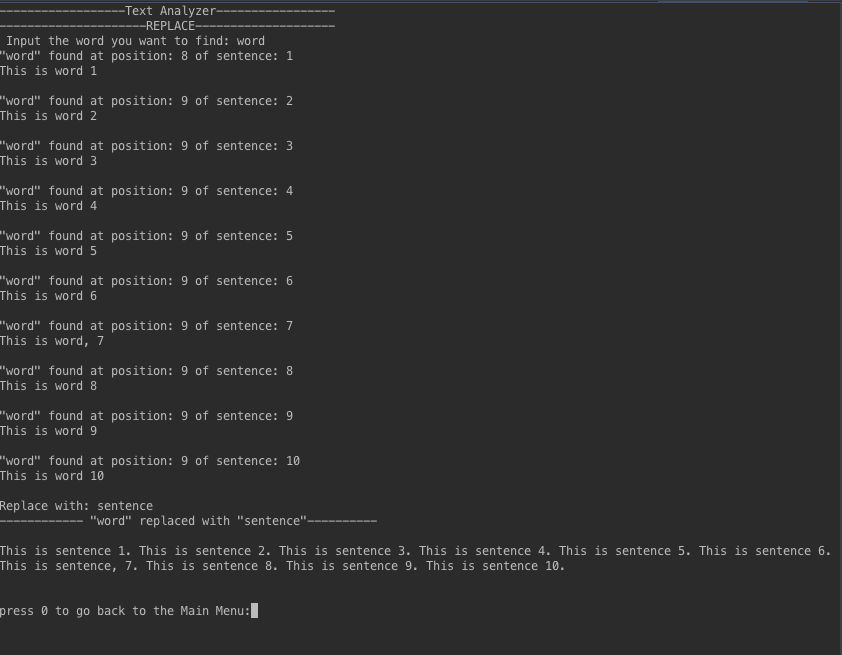 ------------------Text Analyzer-----------------
---------------------REPLACE--------------------
Input the word you want to find: word
"word" found at position: 8 of sentence: 1
This is word 1
"word" found at position: 9 of sentence: 2
This is word 2
"word" found at position: 9 of sentence: 3
This is word 3
"word" found at position: 9 of sentence: 4
This is word 4
"word" found at position: 9 of sentence: 5
This is word 5
"word" found at position: 9 of sentence: 6
This is word 6
"word" found at position: 9 of sentence: 7
This is word, 7
"word" found at position: 9 of sentence: 8
This is word 8
"word" found at position: 9 of sentence: 9
This is word 9
"word" found at position: 9 of sentence: 10
This is word 10
Replace with: sentence
------------ "word" replaced with "sentence"----------
This is sentence 1. This is sentence 2. This is sentence 3. This is sentence 4. This is sentence 5. This is sentence 6.
This is sentence, 7. This is sentence 8. This is sentence 9. This is sentence 10.
press 0 to go back to the Main Menu: